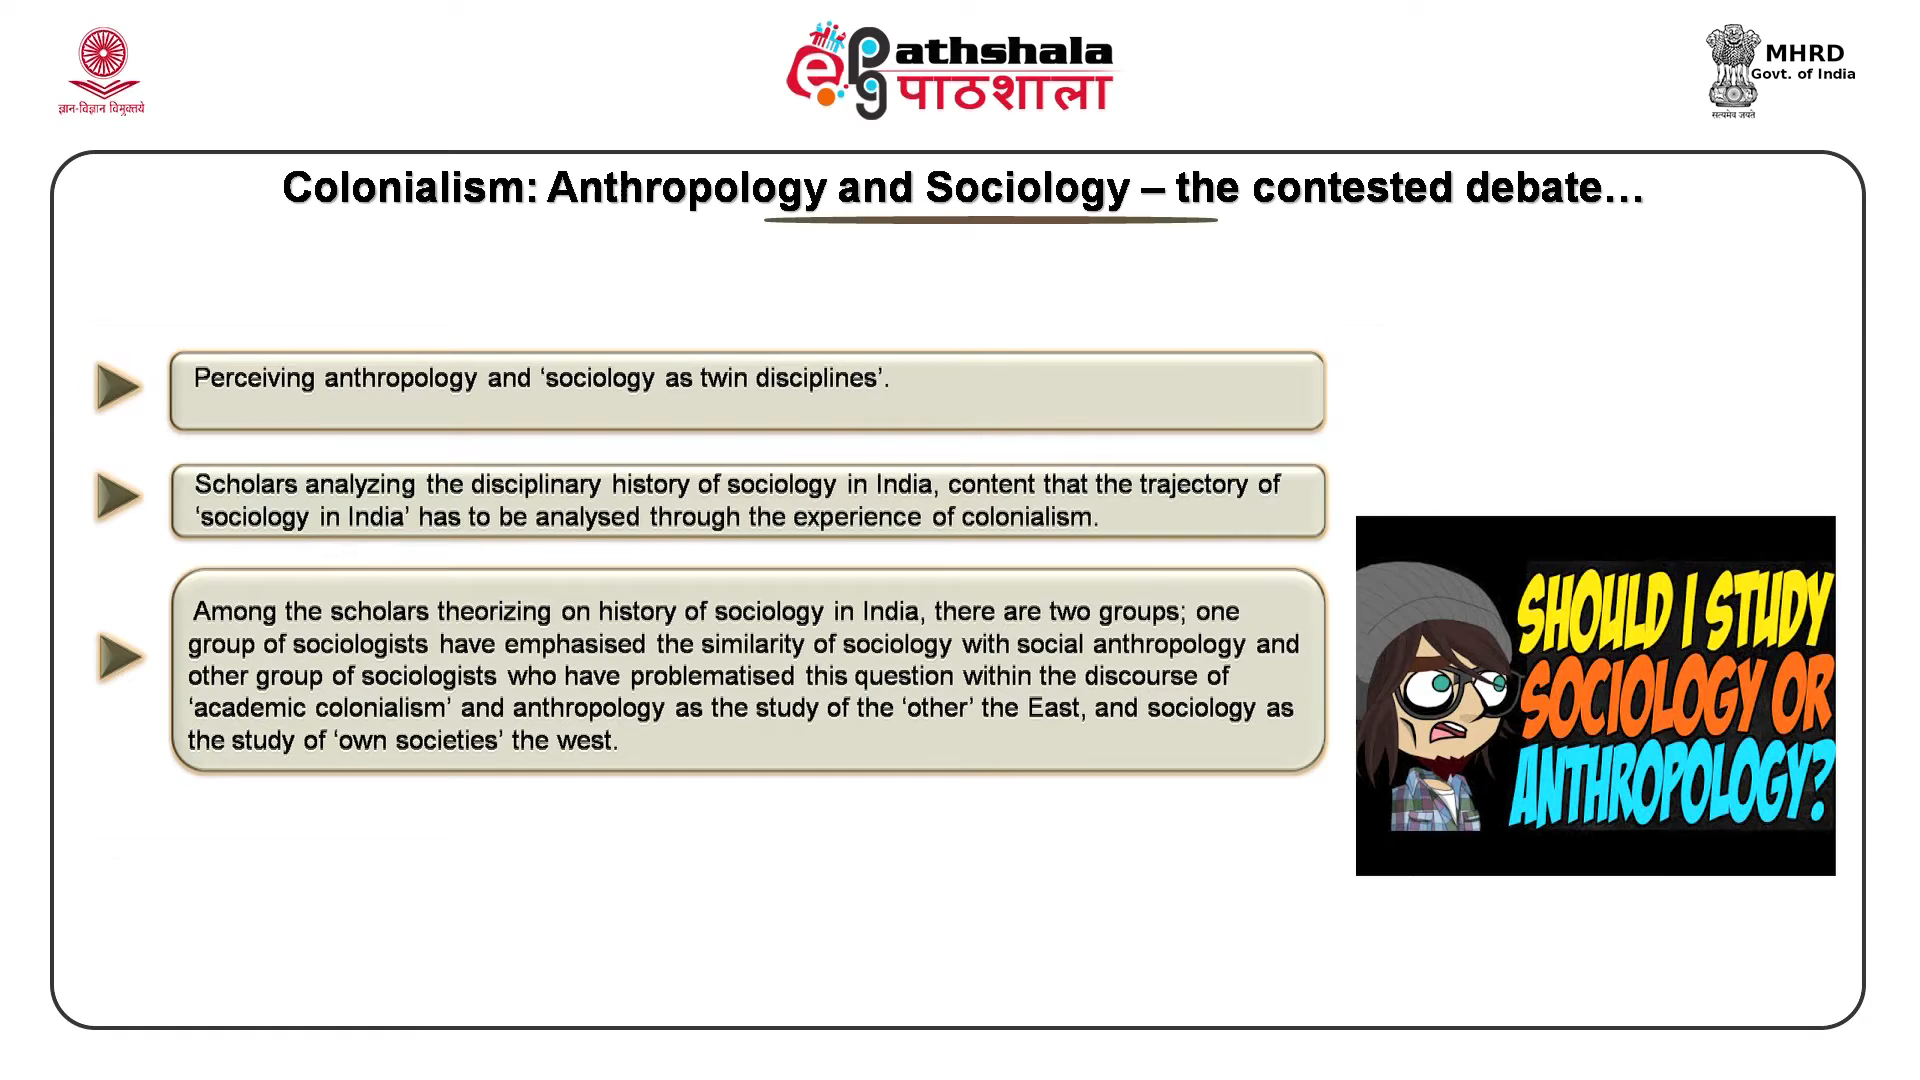 ज्ञान-विज्ञान विमुक्तये
e pg athshala
पाठशाला
MHRD
Govt. of India
सत्यमेव जयते
Colonialism: Anthropology and Sociology – the contested debate…
Perceiving anthropology and ‘sociology as twin disciplines’.
Scholars analyzing the disciplinary history of sociology in India, content that the trajectory of
‘sociology in India’ has to be analysed through the experience of colonialism.
Among the scholars theorizing on history of sociology in India, there are two groups; one
group of sociologists have emphasised the similarity of sociology with social anthropology and
other group of sociologists who have problematised this question within the discourse of
‘academic colonialism’ and anthropology as the study of the ‘other’ the East, and sociology as
the study of ‘own societies’ the west.
SHOULD I STUDY
SOCIOLOGY OR
ANTHROPOLOGY?